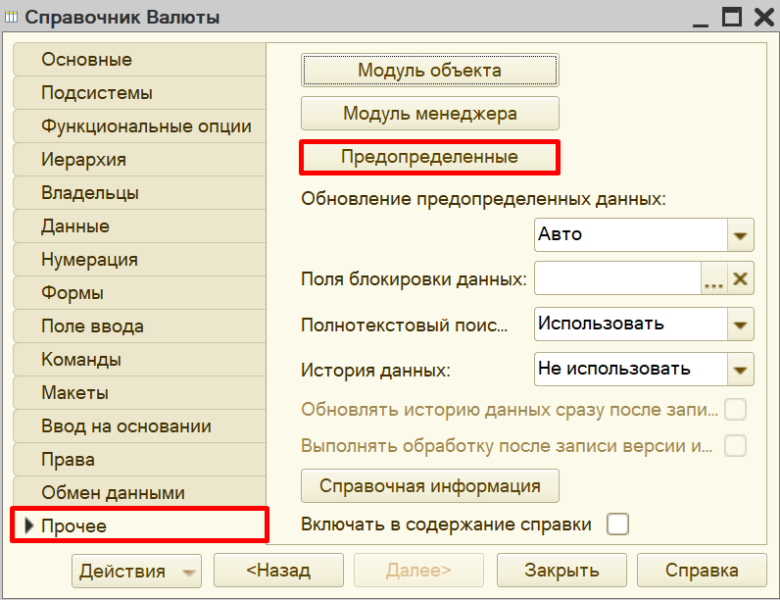 Справочник Валюты
Основные
Подсистемы
Функциональные опции
Иерархия
Владельцы
Данные
Нумерация
Формы
Поле ввода
Команды
Макеты
Ввод на основании
Права
Обмен данными
Прочее
Модуль объекта
Модуль менеджера
Предопределенные
Обновление предопределенных данных:
Авто
Поля блокировки данных: ...
Полнотекстовый поис... Использовать
История данных: Не использовать
Обновлять историю данных сразу после запи...
Выполнять обработку после записи версии и...
Справочная информация
Включать в содержание справки
Действия <Назад Далее> Закрыть Справка